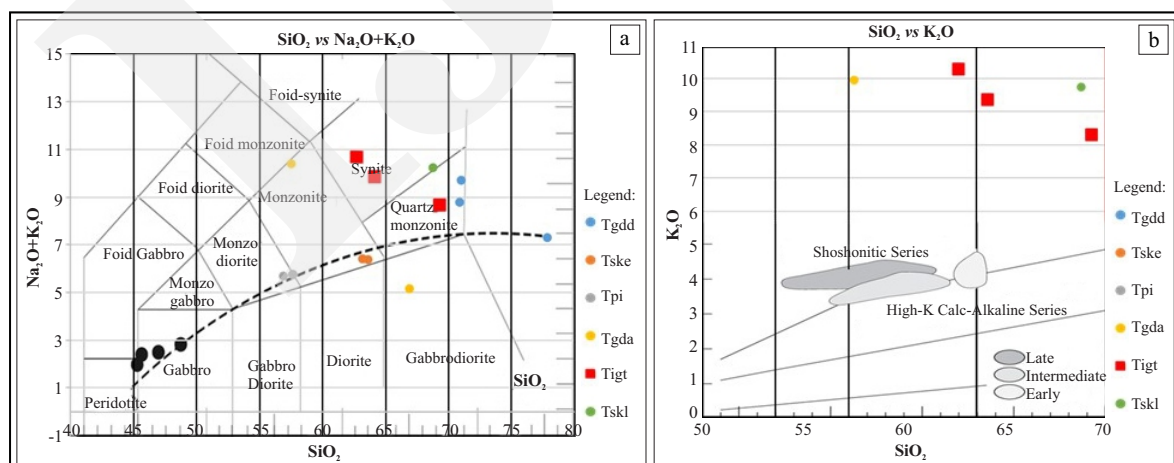 SiO₂ vs Na₂O+K₂O
a
15
13
11
9
7
5
3
1
-1
Na₂O+K₂O
Foid-synite
Foid monzonite
Synite
Foid diorite
Monzonite
Quartz
monzonite
Foid Gabbro
Monzo
diorite
Monzo
gabbro
Gabbro
Gabbro
Diorite
Diorite
Gabbrodiorite
SiO₂
Peridotite
40
45
50
55
60
65
70
75
80
SiO₂
Legend:
Tgdd
Tske
Tpi
Tgda
Tigt
Tskl
SiO₂ vs K₂O
b
11
10
9
8
7
6
5
4
3
2
1
0
K₂O
Shoshonitic Series
High-K Calc-Alkaline Series
Late
Intermediate
Early
50
55
60
65
70
SiO₂
Legend:
Tgdd
Tske
Tpi
Tgda
Tigt
Tskl